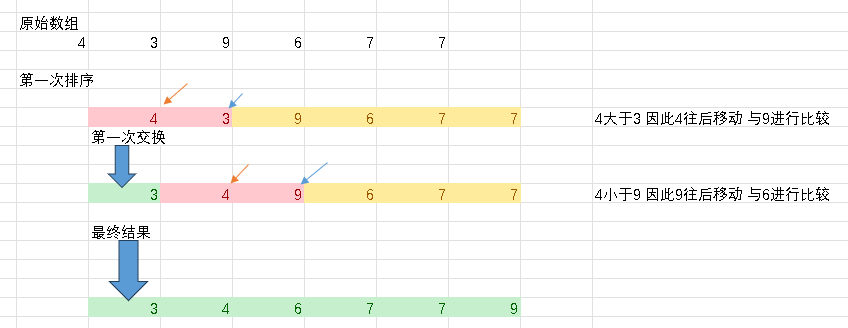 原始数组
4 3 9 6 7 7
第一次排序
4 3 9 6 7 7 4大于3 因此4往后移动 与9进行比较
第一次交换
3 4 9 6 7 7 4小于9 因此9往后移动 与6进行比较
最终结果
3 4 6 7 7 9